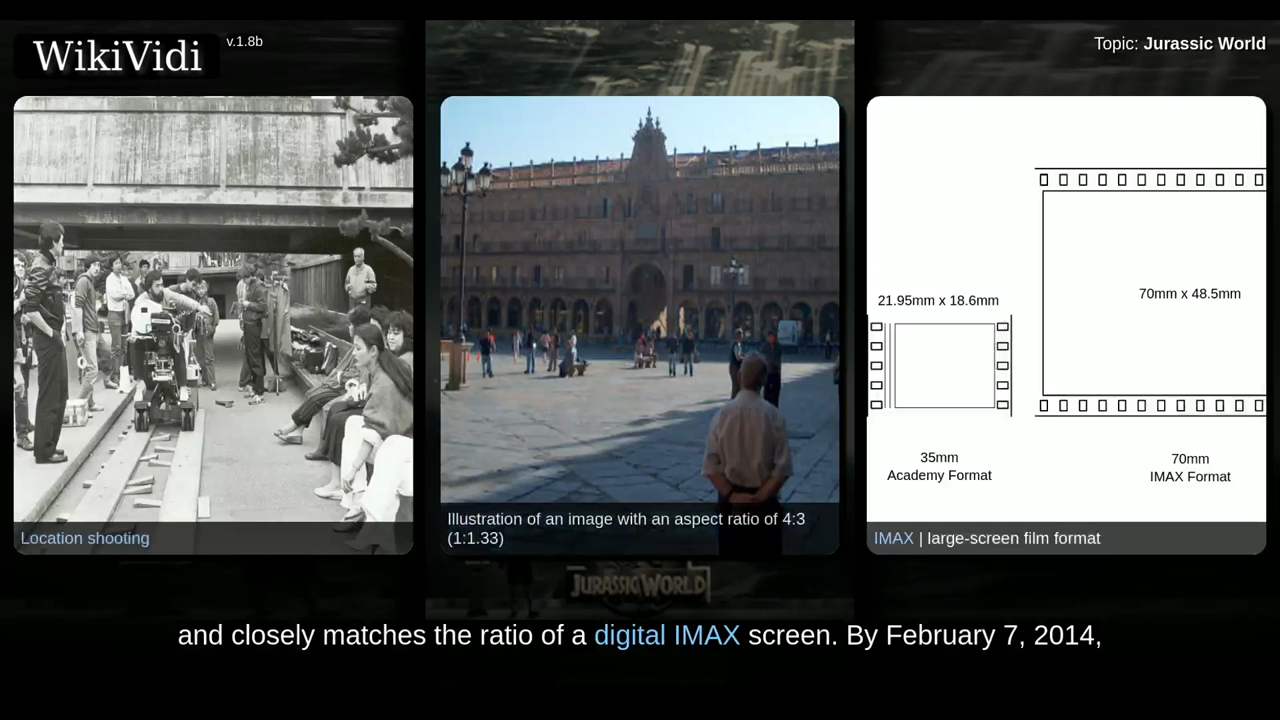 WikiVidi
v.1.8b
Topic: Jurassic World
Location shooting
Illustration of an image with an aspect ratio of 4:3
(1:1.33)
21.95mm x 18.6mm
70mm x 48.5mm
35mm
Academy Format
70mm
IMAX Format
IMAX | large-screen film format
JURASSIC WORLD
and closely matches the ratio of a digital IMAX screen. By February 7, 2014,